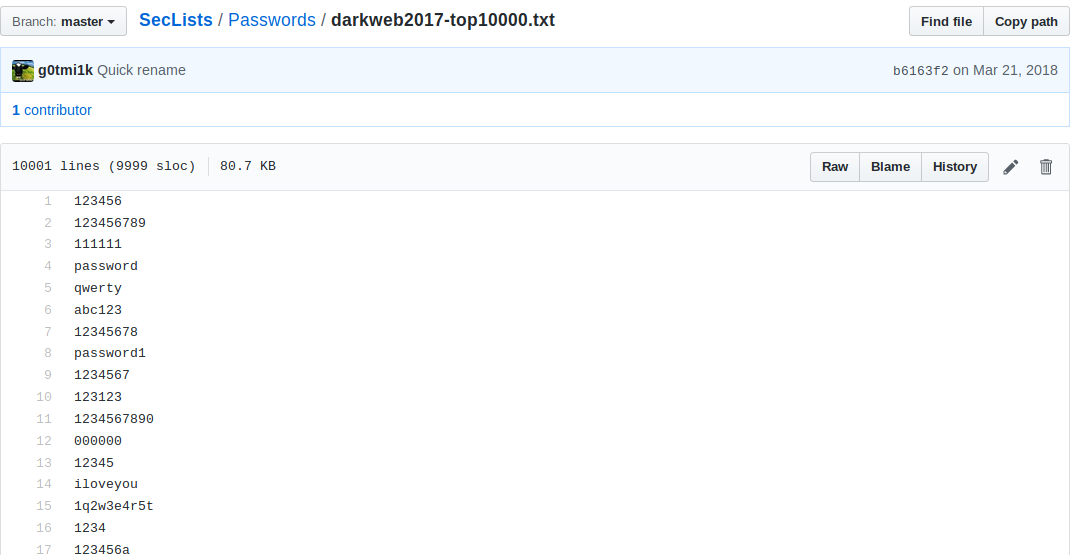 Branch: master SecLists / Passwords / darkweb2017-top10000.txt Find file Copy path
g0tmi1k Quick rename b6163f2 on Mar 21, 2018
1 contributor
10001 lines (9999 sloc) 80.7 KB Raw Blame History
1 123456
2 123456789
3 111111
4 password
5 qwerty
6 abc123
7 12345678
8 password1
9 1234567
10 123123
11 1234567890
12 000000
13 12345
14 iloveyou
15 1q2w3e4r5t
16 1234
17 123456a